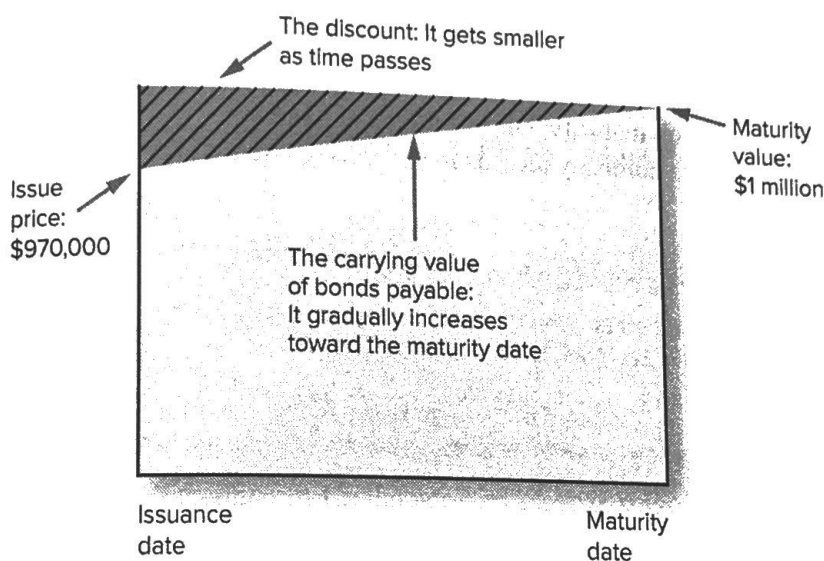 The discount: It gets smaller
as time passes
Maturity
value:
$1 million
Issue
price:
$970,000
The carrying value
of bonds payable:
It gradually increases
toward the maturity date
Issuance
date
Maturity
date